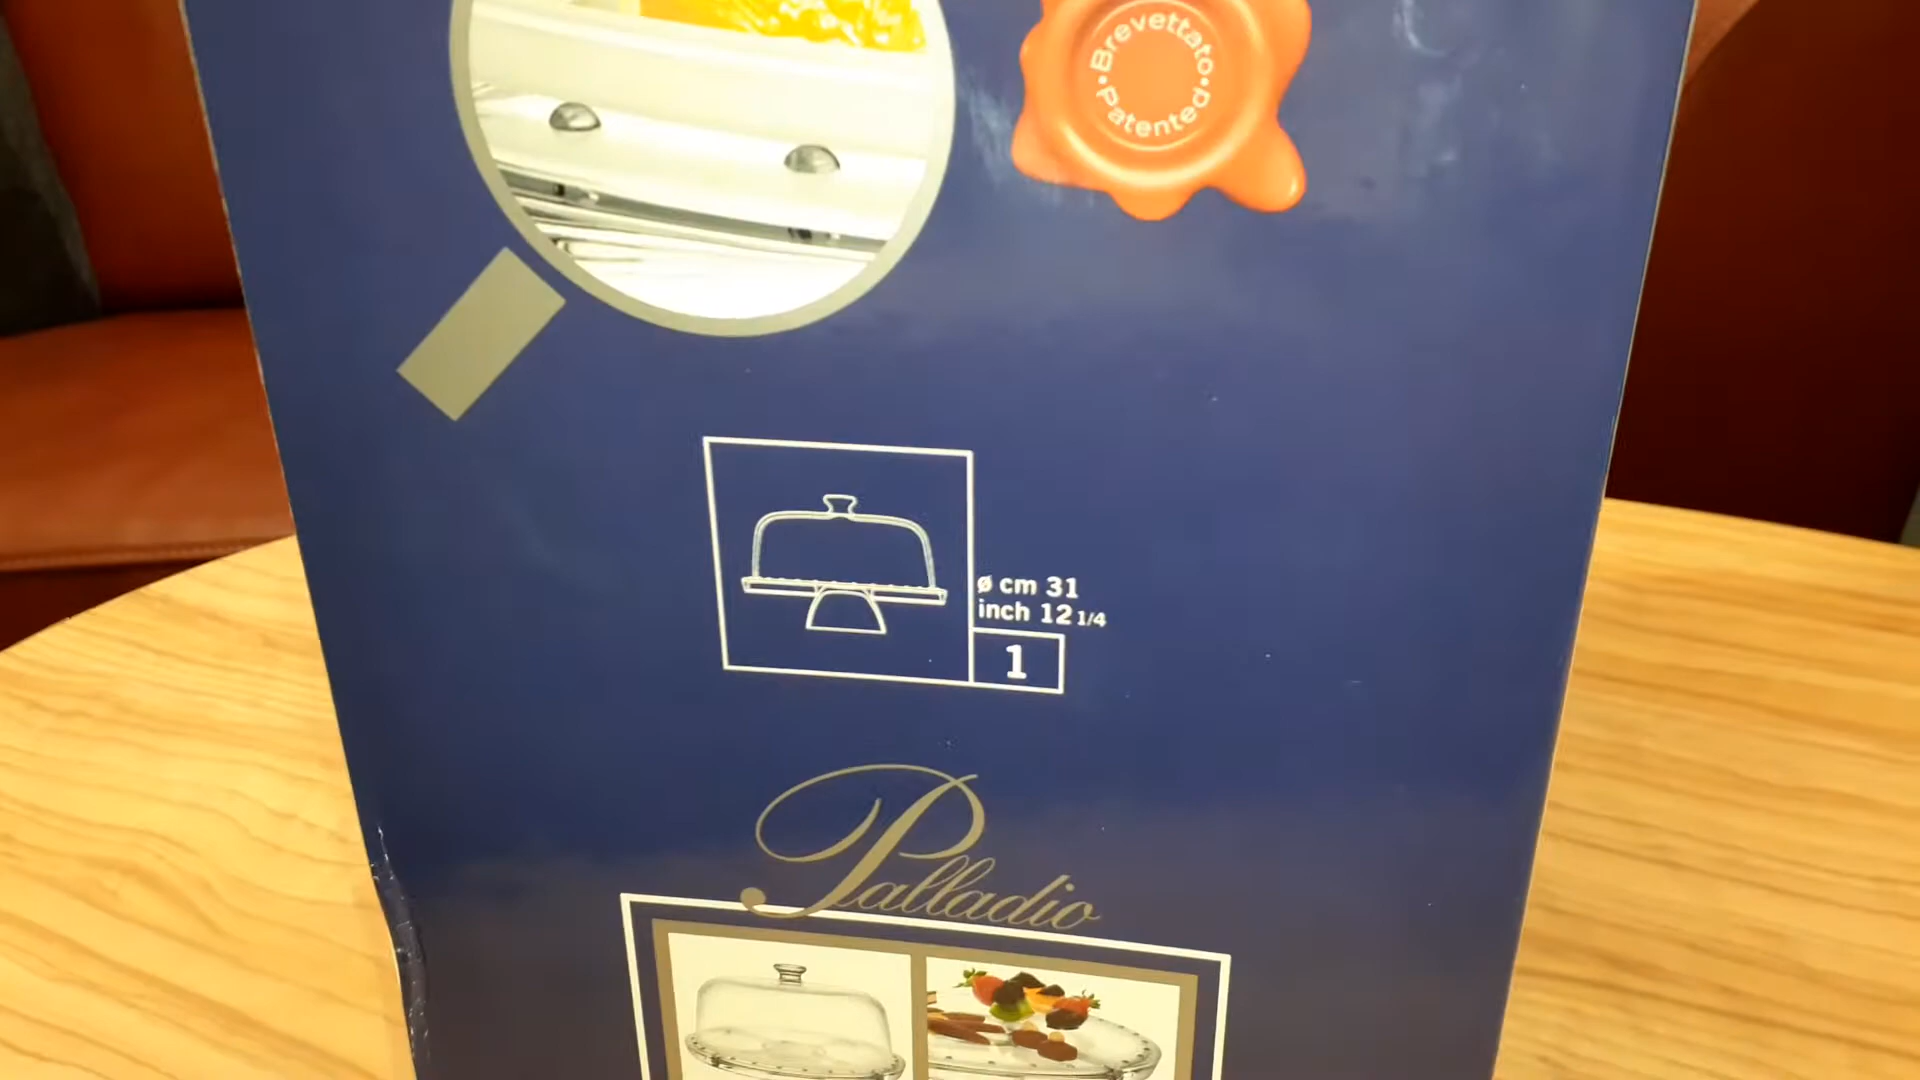 Brevettato
Patented
ø cm 31
inch 12 1/4
1
Palladio